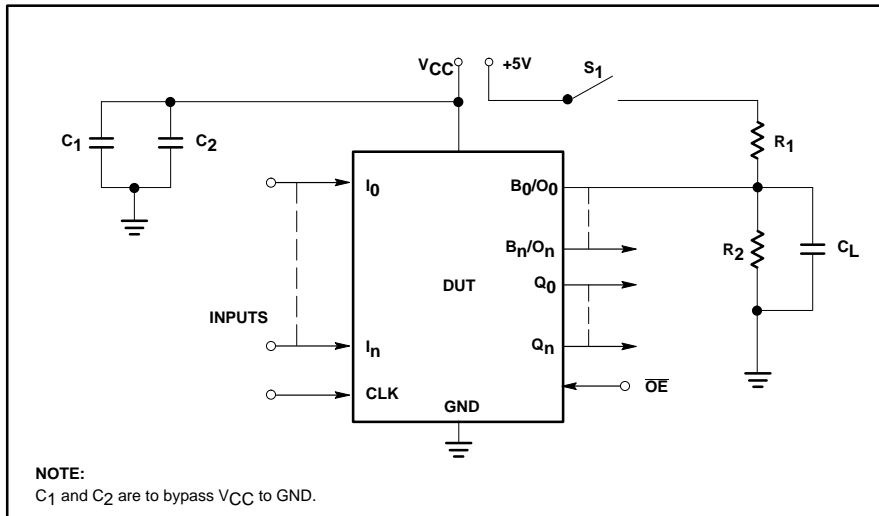 VCC
+5V
S1
C1
C2
R1
I0
B0/O0
Bn/On
R2
CL
DUT
Q0
INPUTS
In
Qn
CLK
OE
GND
NOTE:
C1 and C2 are to bypass VCC to GND.